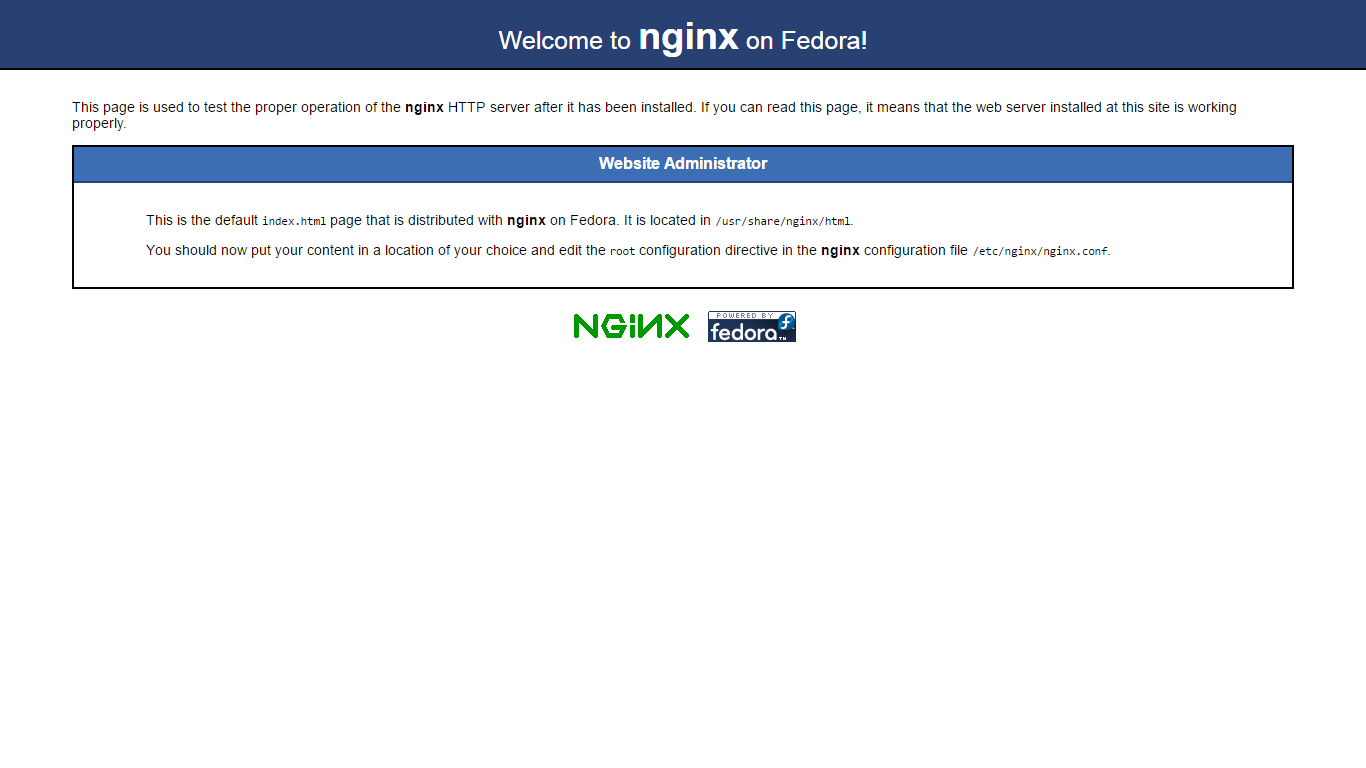 Welcome to nginx on Fedora!
This page is used to test the proper operation of the nginx HTTP server after it has been installed. If you can read this page, it means that the web server installed at this site is working
properly.
Website Administrator
This is the default index.html page that is distributed with nginx on Fedora. It is located in /usr/share/nginx/html.
You should now put your content in a location of your choice and edit the root configuration directive in the nginx configuration file /etc/nginx/nginx.conf.
NGINX
POWERED BY
fedora™